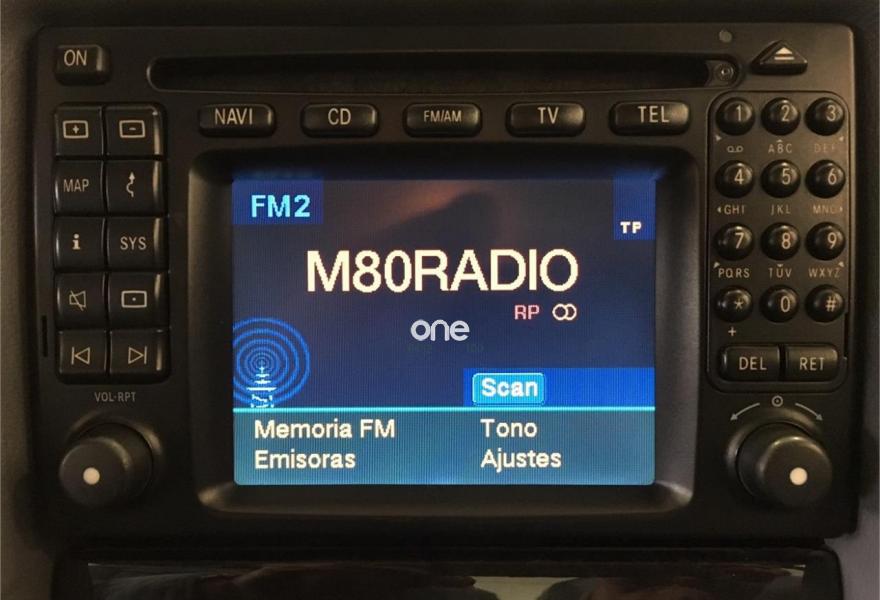 ON
NAVI CD FM/AM TV TEL
1 2 3
ABC DEF
MAP
4 5 6
GHI JKL MNO
i SYS
7 8 9
PQRS TUV WXYZ
* 0 #
+
DEL RET
VOL·RPT
FM2
TP
M80RADIO
RP
one
Scan
Memoria FM Tono
Emisoras Ajustes